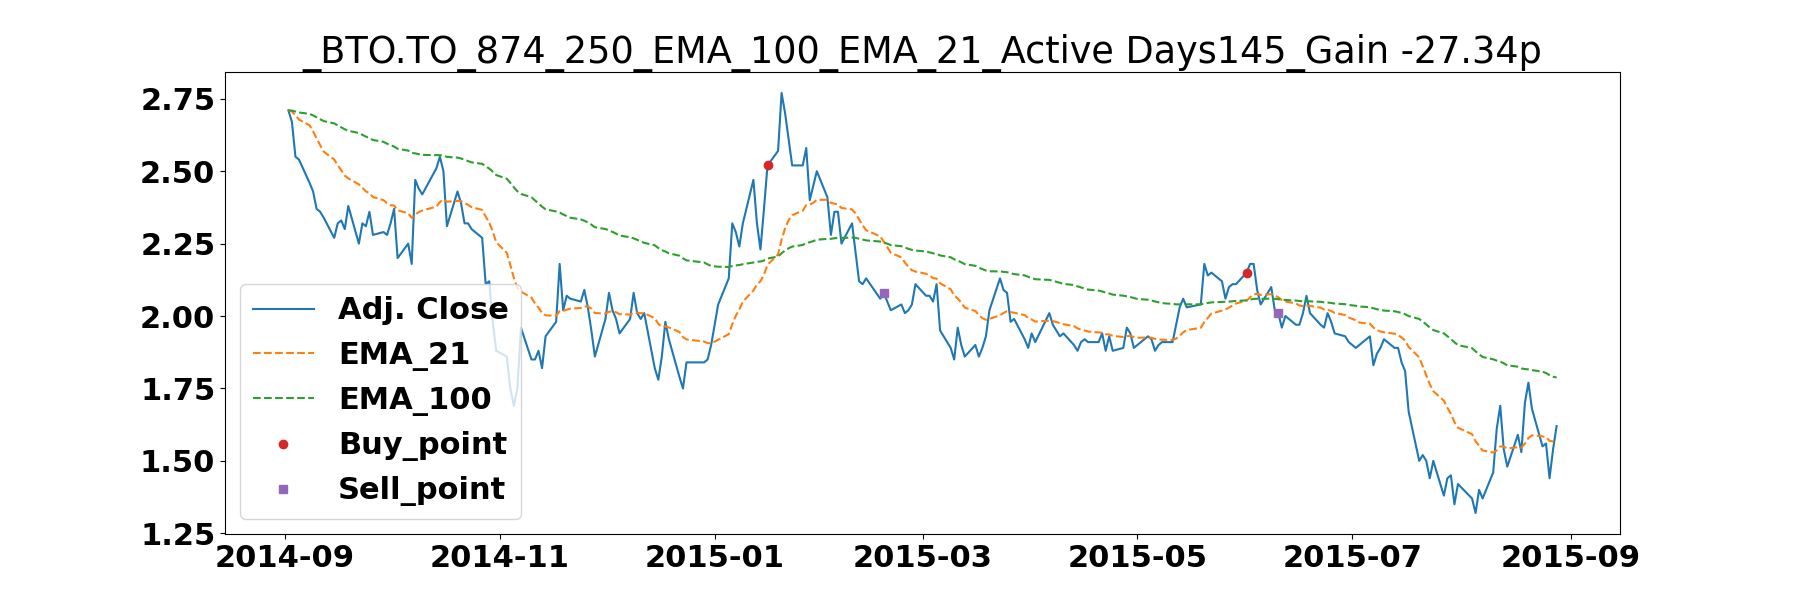 _BTO.TO_874_250_EMA_100_EMA_21_Active Days145_Gain -27.34p
2.75
2.50
2.25
2.00
1.75
1.50
1.25
Adj. Close
EMA_21
EMA_100
Buy_point
Sell_point
2014-09 2014-11 2015-01 2015-03 2015-05 2015-07 2015-09